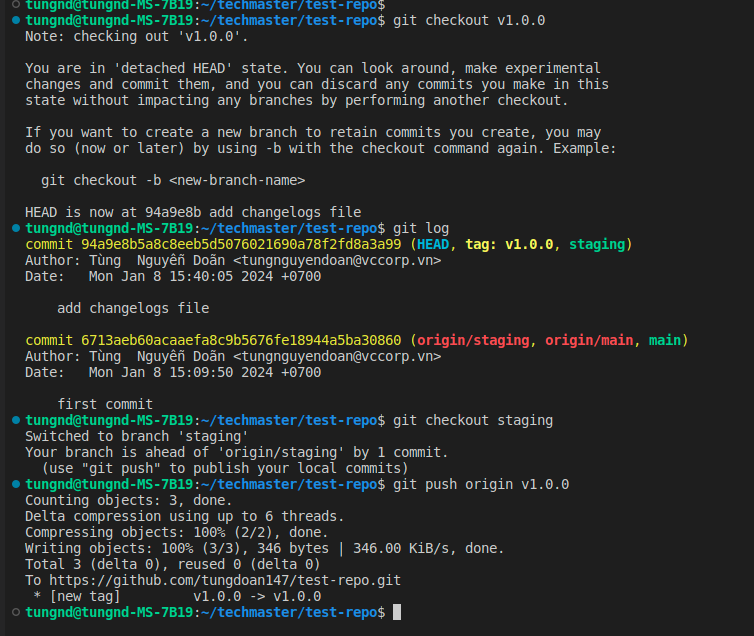 tungnd@tungnd-MS-7B19:~/techmaster/test-repo$
tungnd@tungnd-MS-7B19:~/techmaster/test-repo$ git checkout v1.0.0
Note: checking out 'v1.0.0'.
You are in 'detached HEAD' state. You can look around, make experimental
changes and commit them, and you can discard any commits you make in this
state without impacting any branches by performing another checkout.
If you want to create a new branch to retain commits you create, you may
do so (now or later) by using -b with the checkout command again. Example:
git checkout -b <new-branch-name>
HEAD is now at 94a9e8b add changelogs file
tungnd@tungnd-MS-7B19:~/techmaster/test-repo$ git log
commit 94a9e8b5a8c8eeb5d5076021690a78f2fd8a3a99 (HEAD, tag: v1.0.0, staging)
Author: Tùng  Nguyễn Doãn <tungnguyendoan@vccorp.vn>
Date:   Mon Jan 8 15:40:05 2024 +0700
add changelogs file
commit 6713aeb60acaaefa8c9b5676fe18944a5ba30860 (origin/staging, origin/main, main)
Author: Tùng  Nguyễn Doãn <tungnguyendoan@vccorp.vn>
Date:   Mon Jan 8 15:09:50 2024 +0700
first commit
tungnd@tungnd-MS-7B19:~/techmaster/test-repo$ git checkout staging
Switched to branch 'staging'
Your branch is ahead of 'origin/staging' by 1 commit.
(use "git push" to publish your local commits)
tungnd@tungnd-MS-7B19:~/techmaster/test-repo$ git push origin v1.0.0
Counting objects: 3, done.
Delta compression using up to 6 threads.
Compressing objects: 100% (2/2), done.
Writing objects: 100% (3/3), 346 bytes | 346.00 KiB/s, done.
Total 3 (delta 0), reused 0 (delta 0)
To https://github.com/tungdoan147/test-repo.git
* [new tag]         v1.0.0 -> v1.0.0
tungnd@tungnd-MS-7B19:~/techmaster/test-repo$